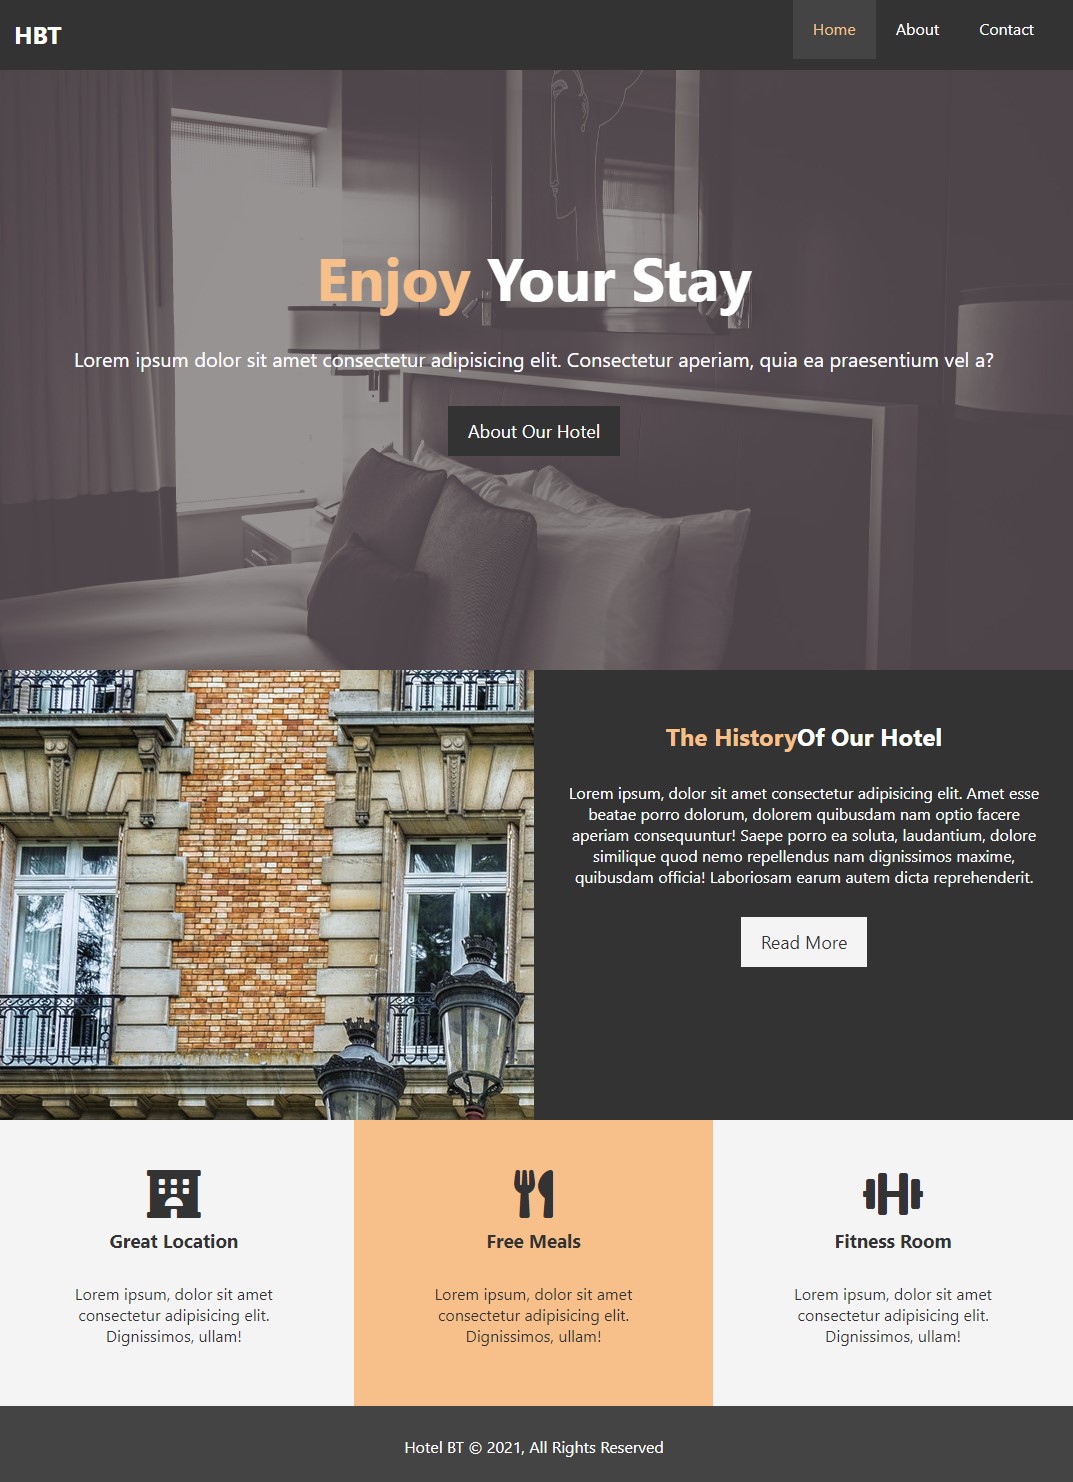 HBT
Home About Contact
Enjoy Your Stay
Lorem ipsum dolor sit amet consectetur adipisicing elit. Consectetur aperiam, quia ea praesentium vel a?
About Our Hotel
The HistoryOf Our Hotel
Lorem ipsum, dolor sit amet consectetur adipisicing elit. Amet esse
beatae porro dolorum, dolorem quibusdam nam optio facere
aperiam consequuntur! Saepe porro ea soluta, laudantium, dolore
similique quod nemo repellendus nam dignissimos maxime,
quibusdam officia! Laboriosam earum autem dicta reprehenderit.
Read More
Great Location
Lorem ipsum, dolor sit amet
consectetur adipisicing elit.
Dignissimos, ullam!
Free Meals
Lorem ipsum, dolor sit amet
consectetur adipisicing elit.
Dignissimos, ullam!
Fitness Room
Lorem ipsum, dolor sit amet
consectetur adipisicing elit.
Dignissimos, ullam!
Hotel BT © 2021, All Rights Reserved